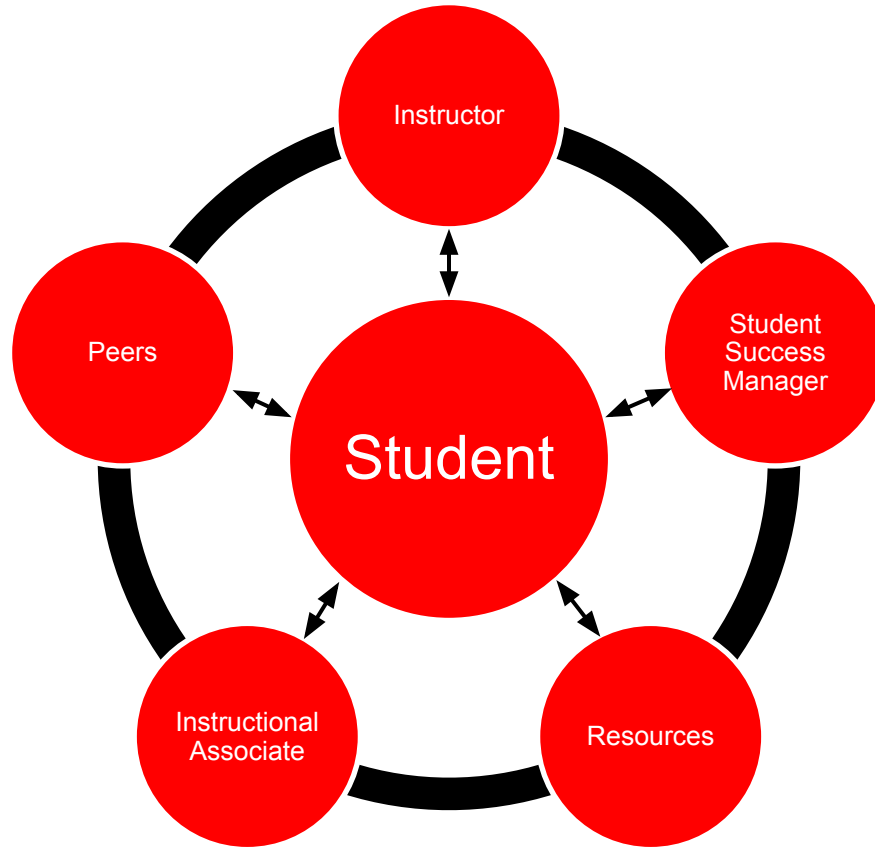 Instructor
Student
Success
Manager
Peers
Student
Instructional
Associate
Resources